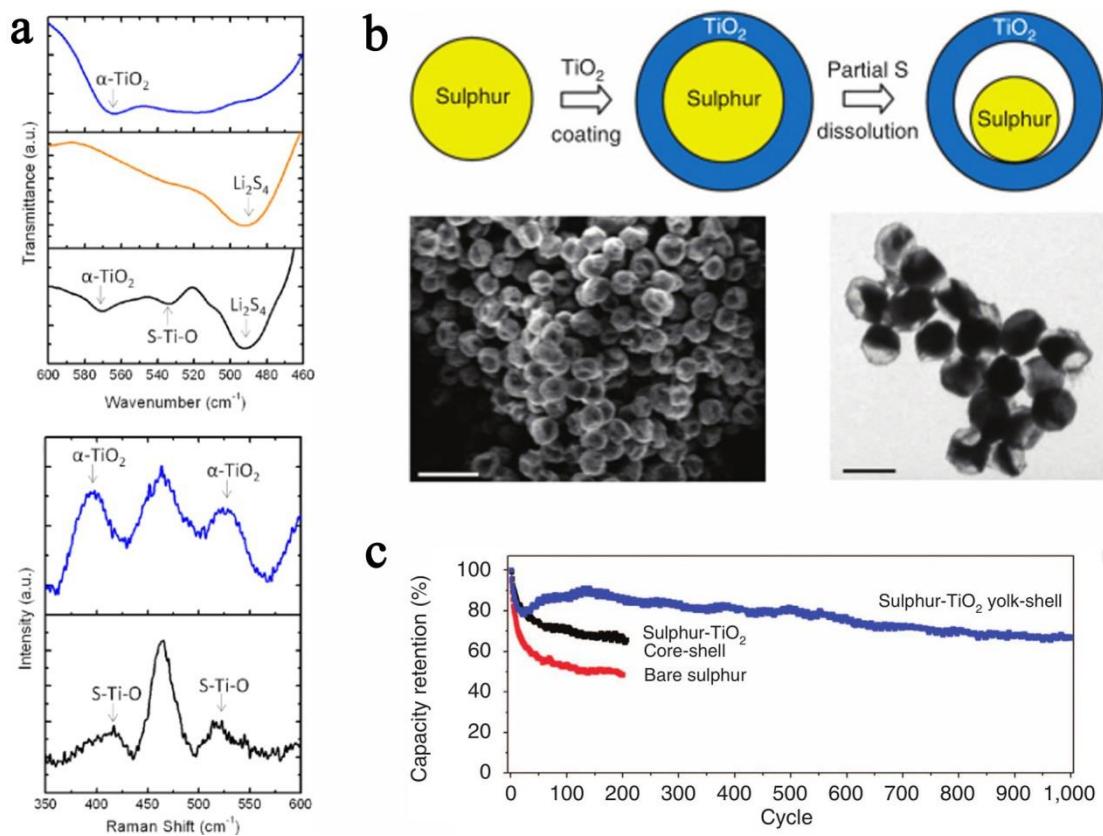 a
α-TiO₂
Li₂S₄
α-TiO₂
S-Ti-O
Li₂S₄
Transmittance (a.u.)
600 580 560 540 520 500 480 460
Wavenumber (cm⁻¹)
α-TiO₂
α-TiO₂
S-Ti-O
S-Ti-O
Intensity (a.u.)
350 400 450 500 550 600
Raman Shift (cm⁻¹)
b
Sulphur
TiO₂
coating
TiO₂
Sulphur
Partial S
dissolution
TiO₂
Sulphur
c
Capacity retention (%)
100
80
60
40
20
0
Sulphur-TiO₂ yolk-shell
Sulphur-TiO₂
Core-shell
Bare sulphur
0 100 200 300 400 500 600 700 800 900 1,000
Cycle